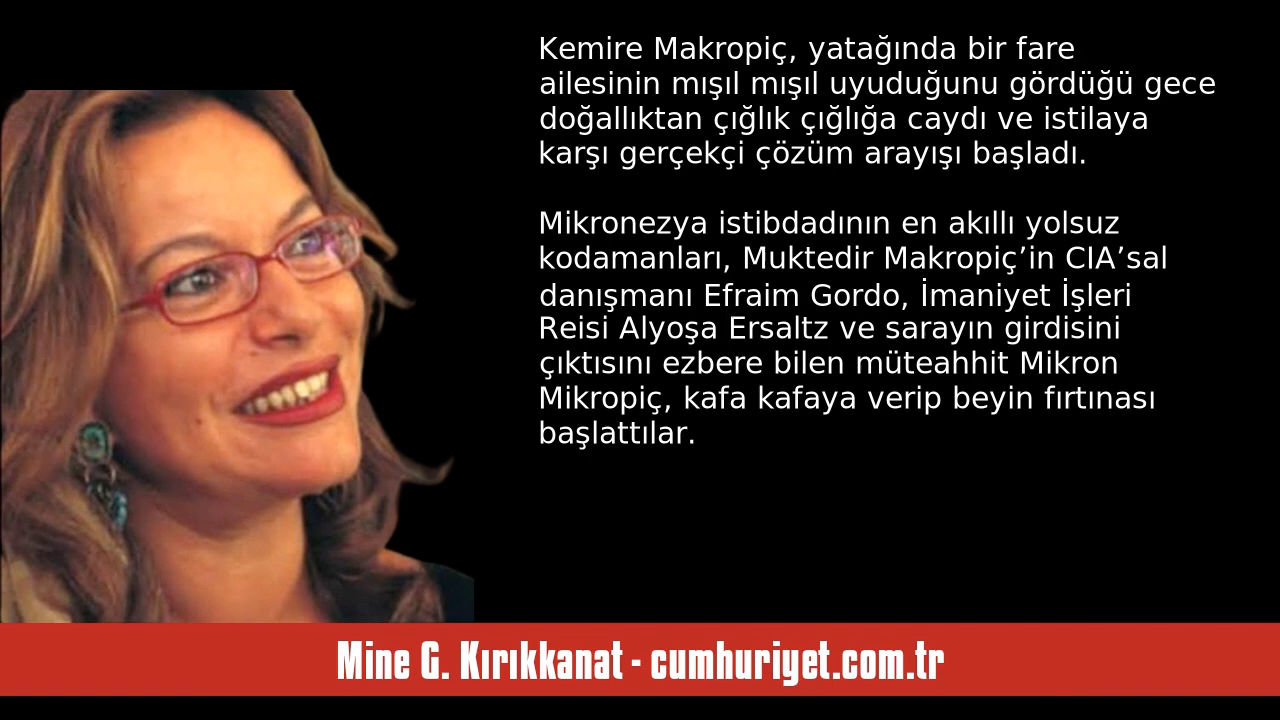 Kemire Makropiç, yatağında bir fare
ailesinin mışıl mışıl uyuduğunu gördüğü gece
doğallıktan çığlık çığlığa caydı ve istilaya
karşı gerçekçi çözüm arayışı başladı.
Mikronezya istibdadının en akıllı yolsuz
kodamanları, Muktedir Makropiç’in CIA’sal
danışmanı Efraim Gordo, İmaniyet İşleri
Reisi Alyoşa Ersaltz ve sarayın girdisini
çıktısını ezbere bilen müteahhit Mikron
Mikropiç, kafa kafaya verip beyin fırtınası
başlattılar.
Mine G. Kırıkkanat - cumhuriyet.com.tr